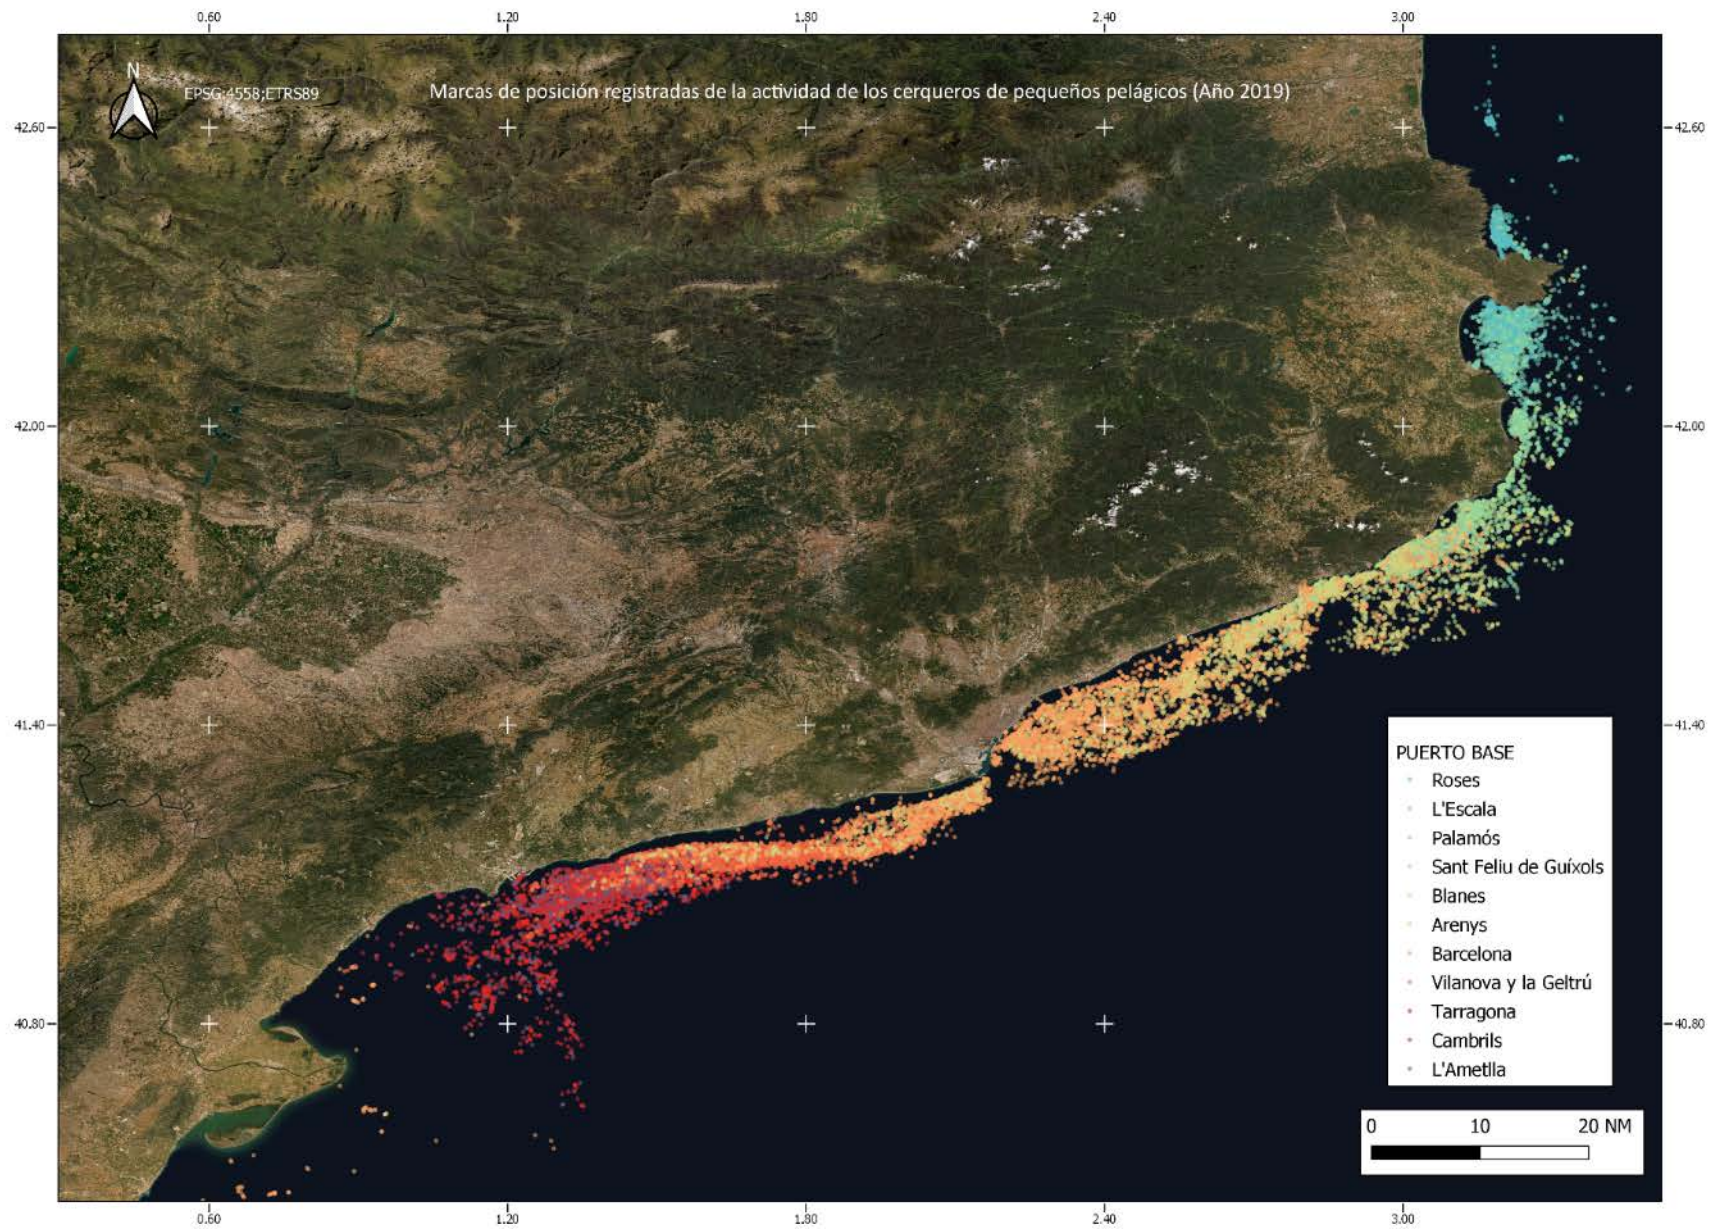 0.60 1.20 1.80 2.40 3.00
N
EPSG:4558;ETRS89
Marcas de posición registradas de la actividad de los cerqueros de pequeños pelágicos (Año 2019)
42.60 42.60
42.00 42.00
41.40 41.40
PUERTO BASE
Roses
L'Escala
Palamós
Sant Feliu de Guíxols
Blanes
Arenys
Barcelona
Vilanova y la Geltrú
Tarragona
Cambrils
L'Ametlla
40.80 40.80
0 10 20 NM
0.60 1.20 1.80 2.40 3.00